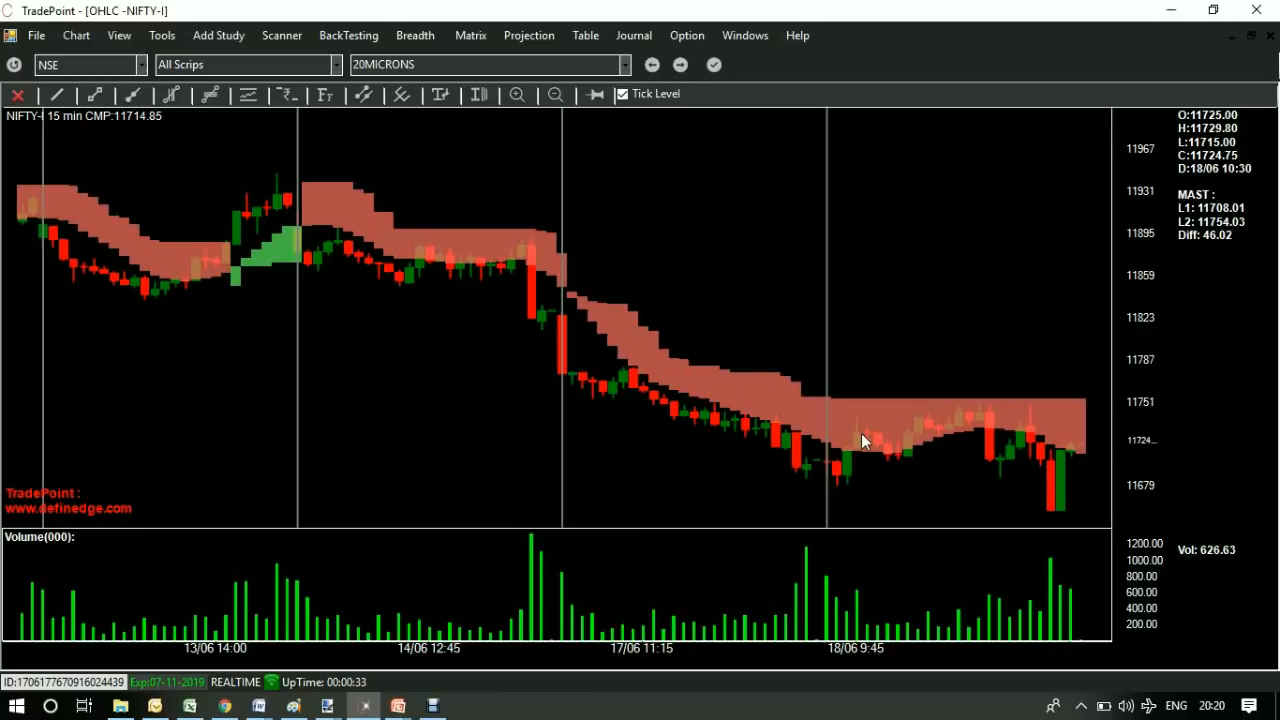 TradePoint - [OHLC -NIFTY-I]
File Chart View Tools Add Study Scanner BackTesting Breadth Matrix Projection Table Journal Option Windows Help
NSE All Scrips 20MICRONS
Tick Level
NIFTY-I 15 min CMP:11714.85
O:11725.00
H:11729.80
L:11715.00
C:11724.75
D:18/06 10:30
MAST :
L1: 11708.01
L2: 11754.03
Diff: 46.02
11967
11931
11895
11859
11823
11787
11751
11724...
11679
TradePoint :
www.definedge.com
Volume(000):
1200.00
1000.00
800.00
600.00
400.00
200.00
Vol: 626.63
13/06 14:00 14/06 12:45 17/06 11:15 18/06 9:45
ID:1706177670916024439 Exp:07-11-2019 REALTIME UpTime: 00:00:33
ENG 20:20